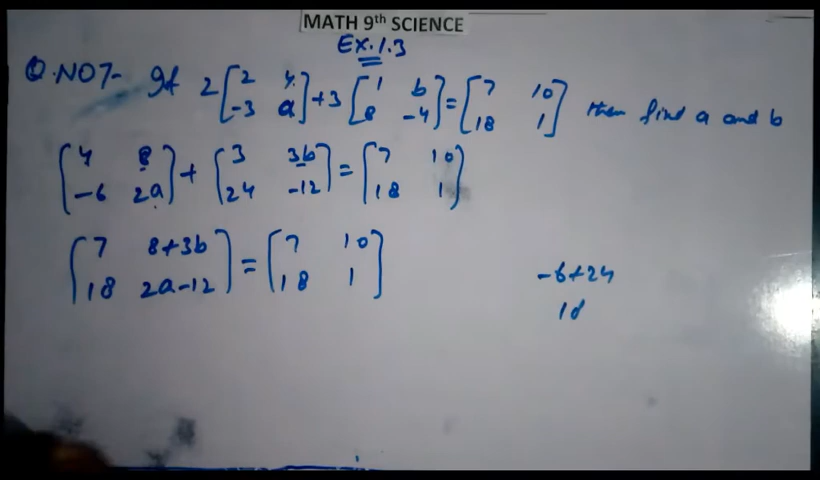 MATH 9th SCIENCE
Ex.1.3
Q.NO7- If 2[2 4 -3 a]+3[1 b 8 -4]=[7 10 18 1] then find a and b
[4 8 -6 2a]+[3 3b 24 -12]=[7 10 18 1]
[7 8+3b 18 2a-12]=[7 10 18 1]
-6+24
18